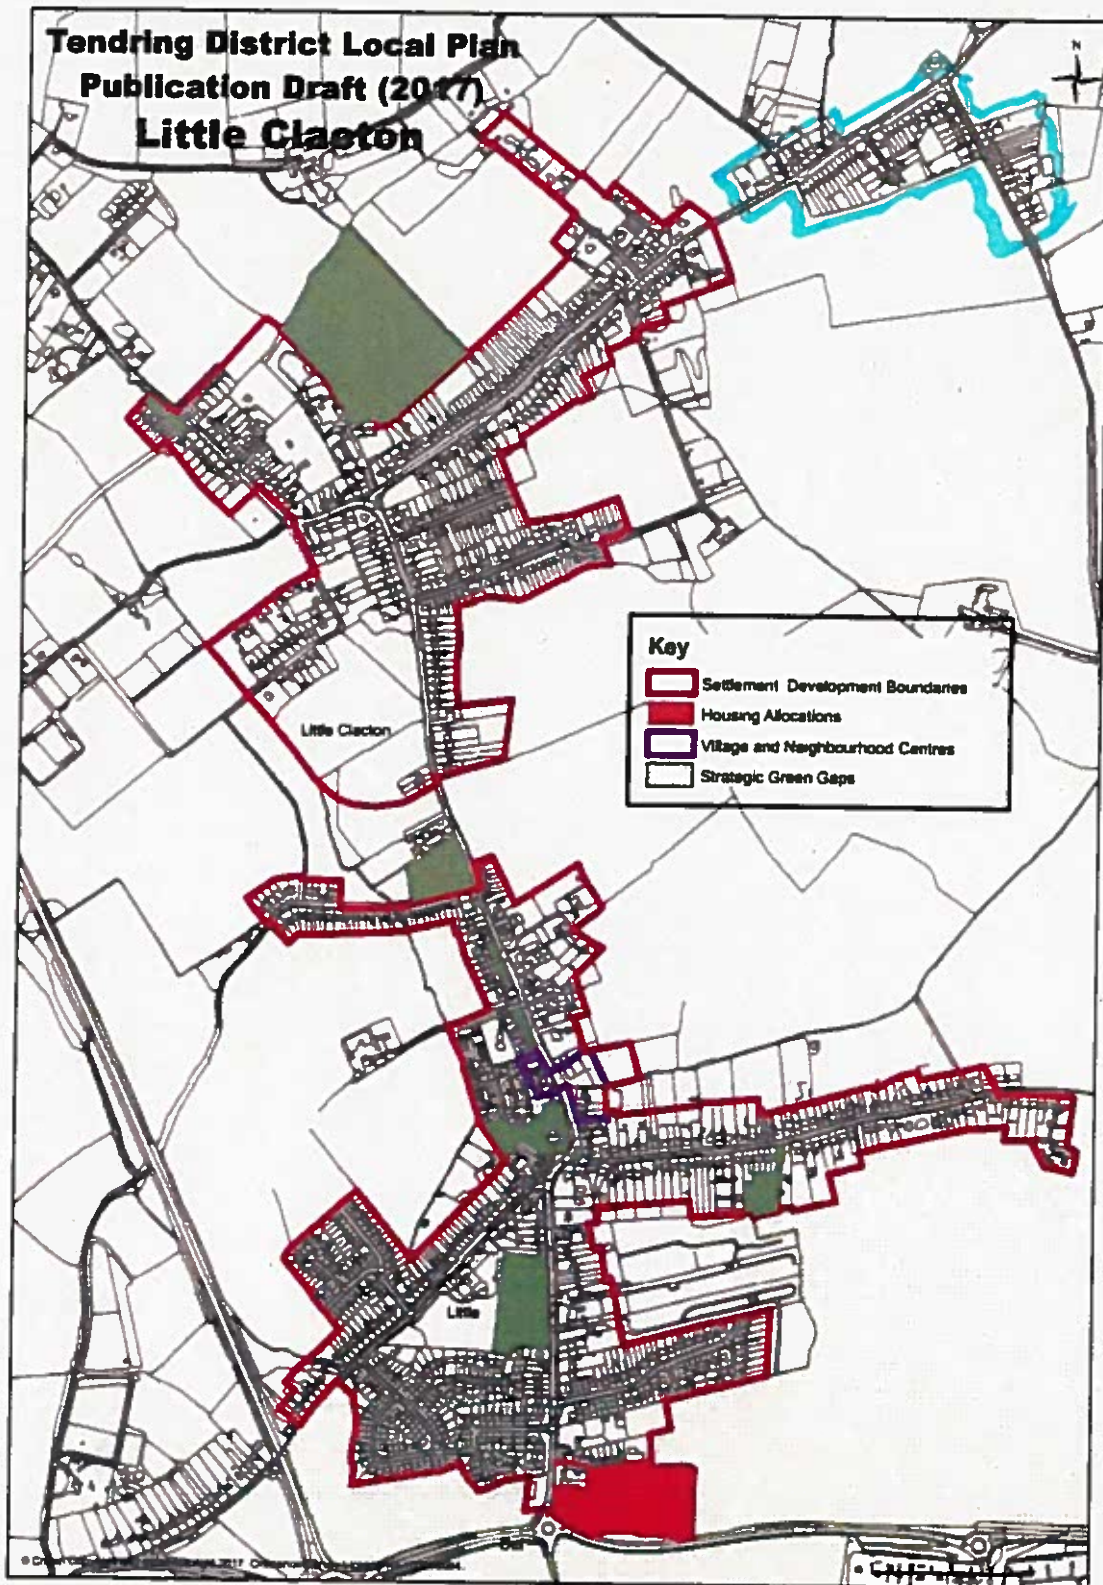 Tendring District Local Plan
Publication Draft (2017)
Little Clacton
N
Key
Settlement Development Boundaries
Housing Allocations
Village and Neighbourhood Centres
Strategic Green Gaps
Little Clacton
Little